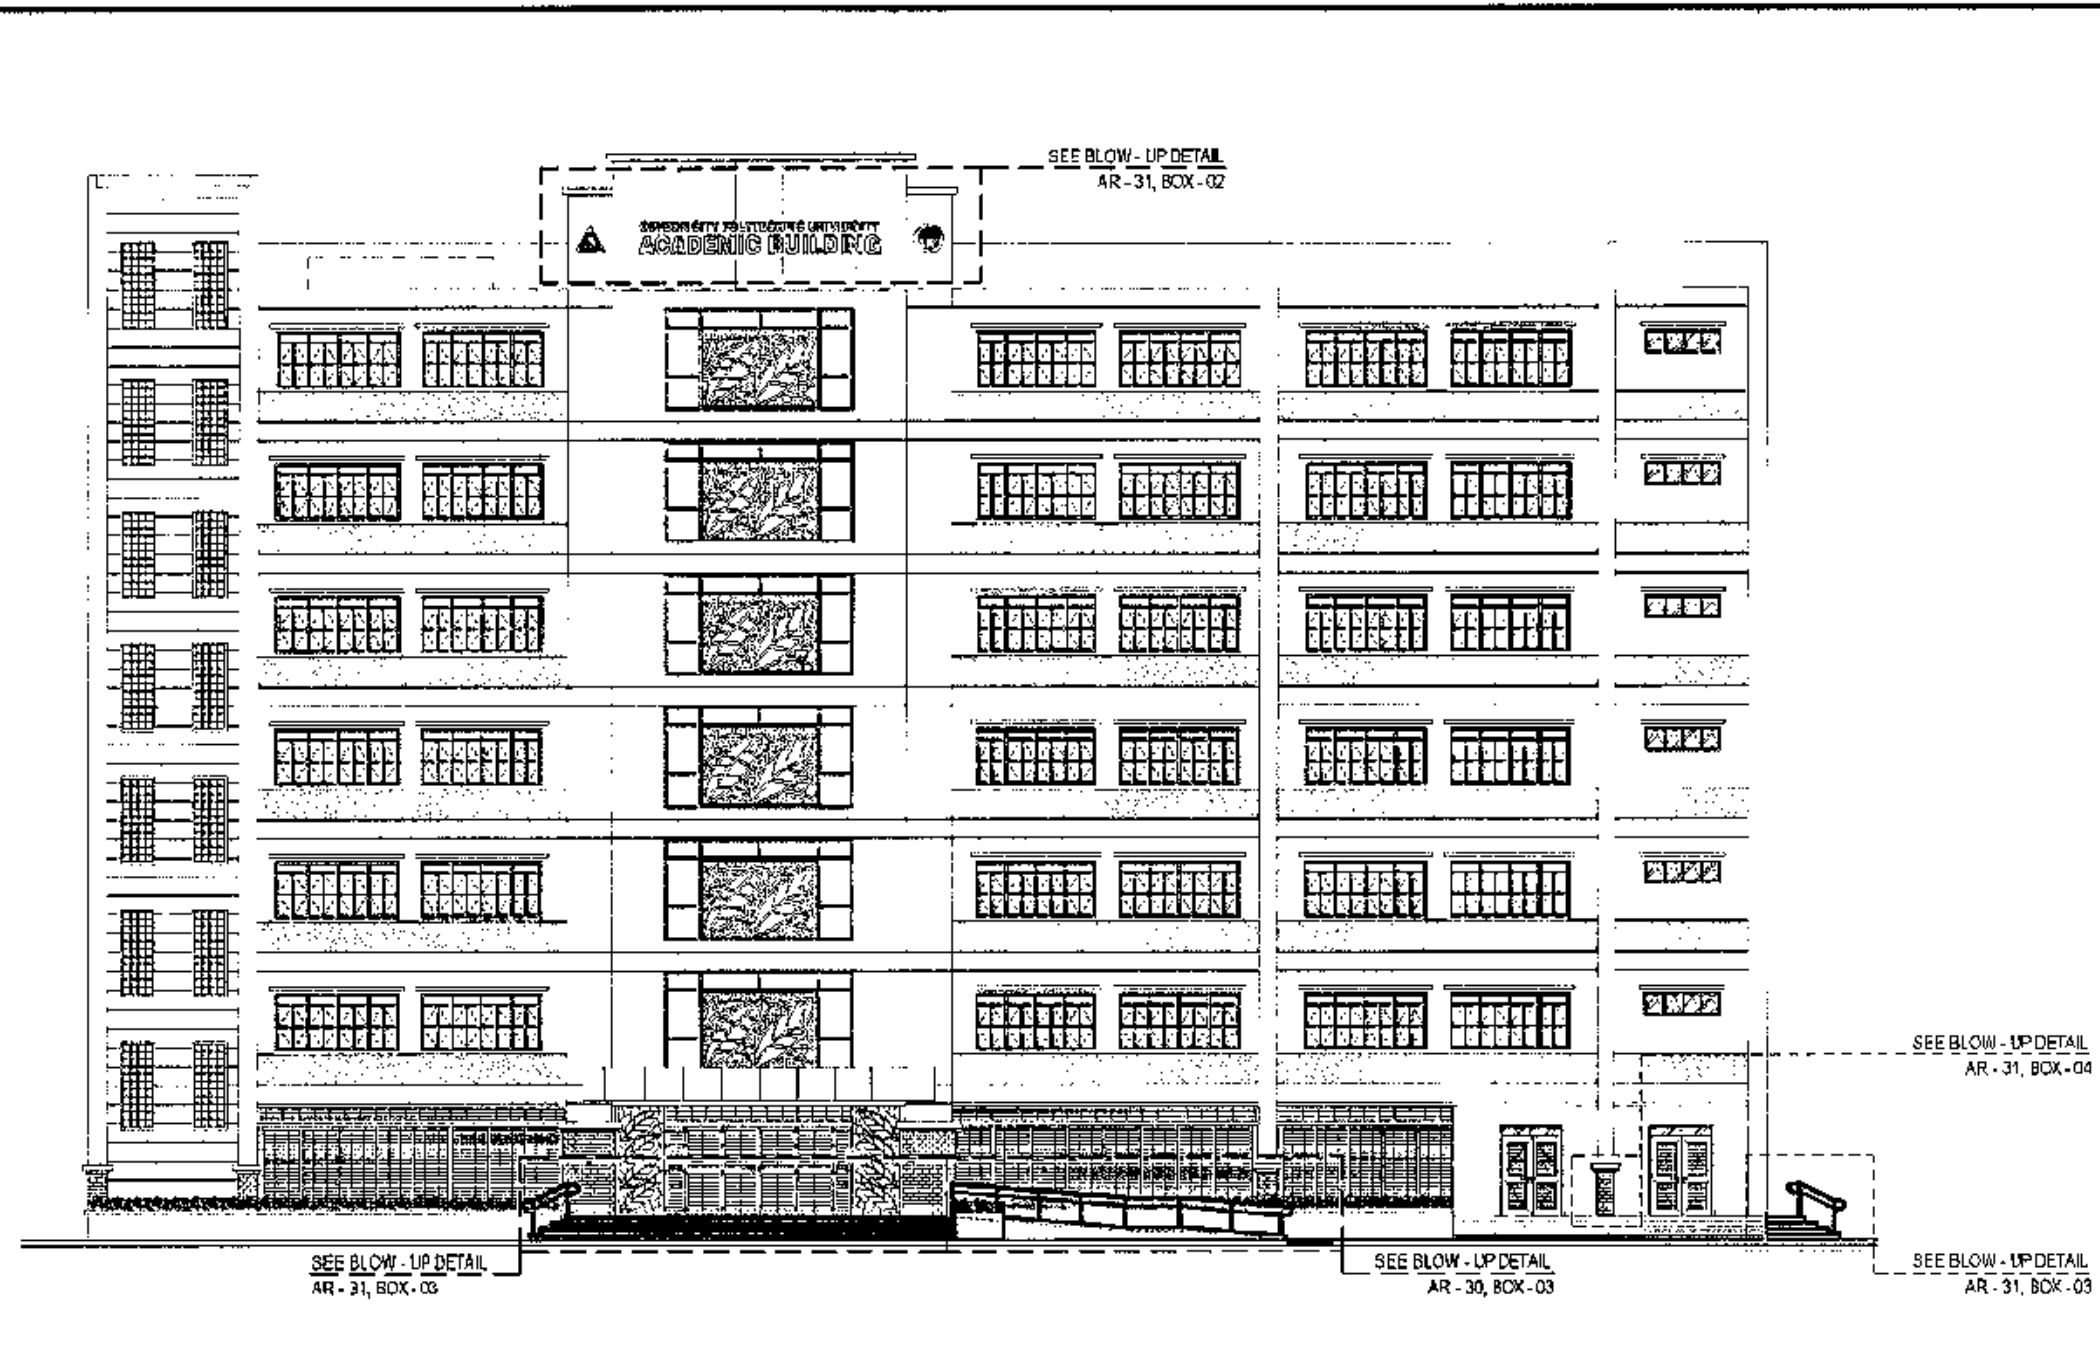 SEE BLOW - UP DETAIL
AR - 31, BOX - 02
POLYTECHNIC UNIVERSITY
ACADEMIC BUILDING
SEE BLOW - UP DETAIL
AR - 31, BOX - 04
SEE BLOW - UP DETAIL
AR - 31, BOX - 03
SEE BLOW - UP DETAIL
AR - 30, BOX - 03
SEE BLOW - UP DETAIL
AR - 31, BOX - 03